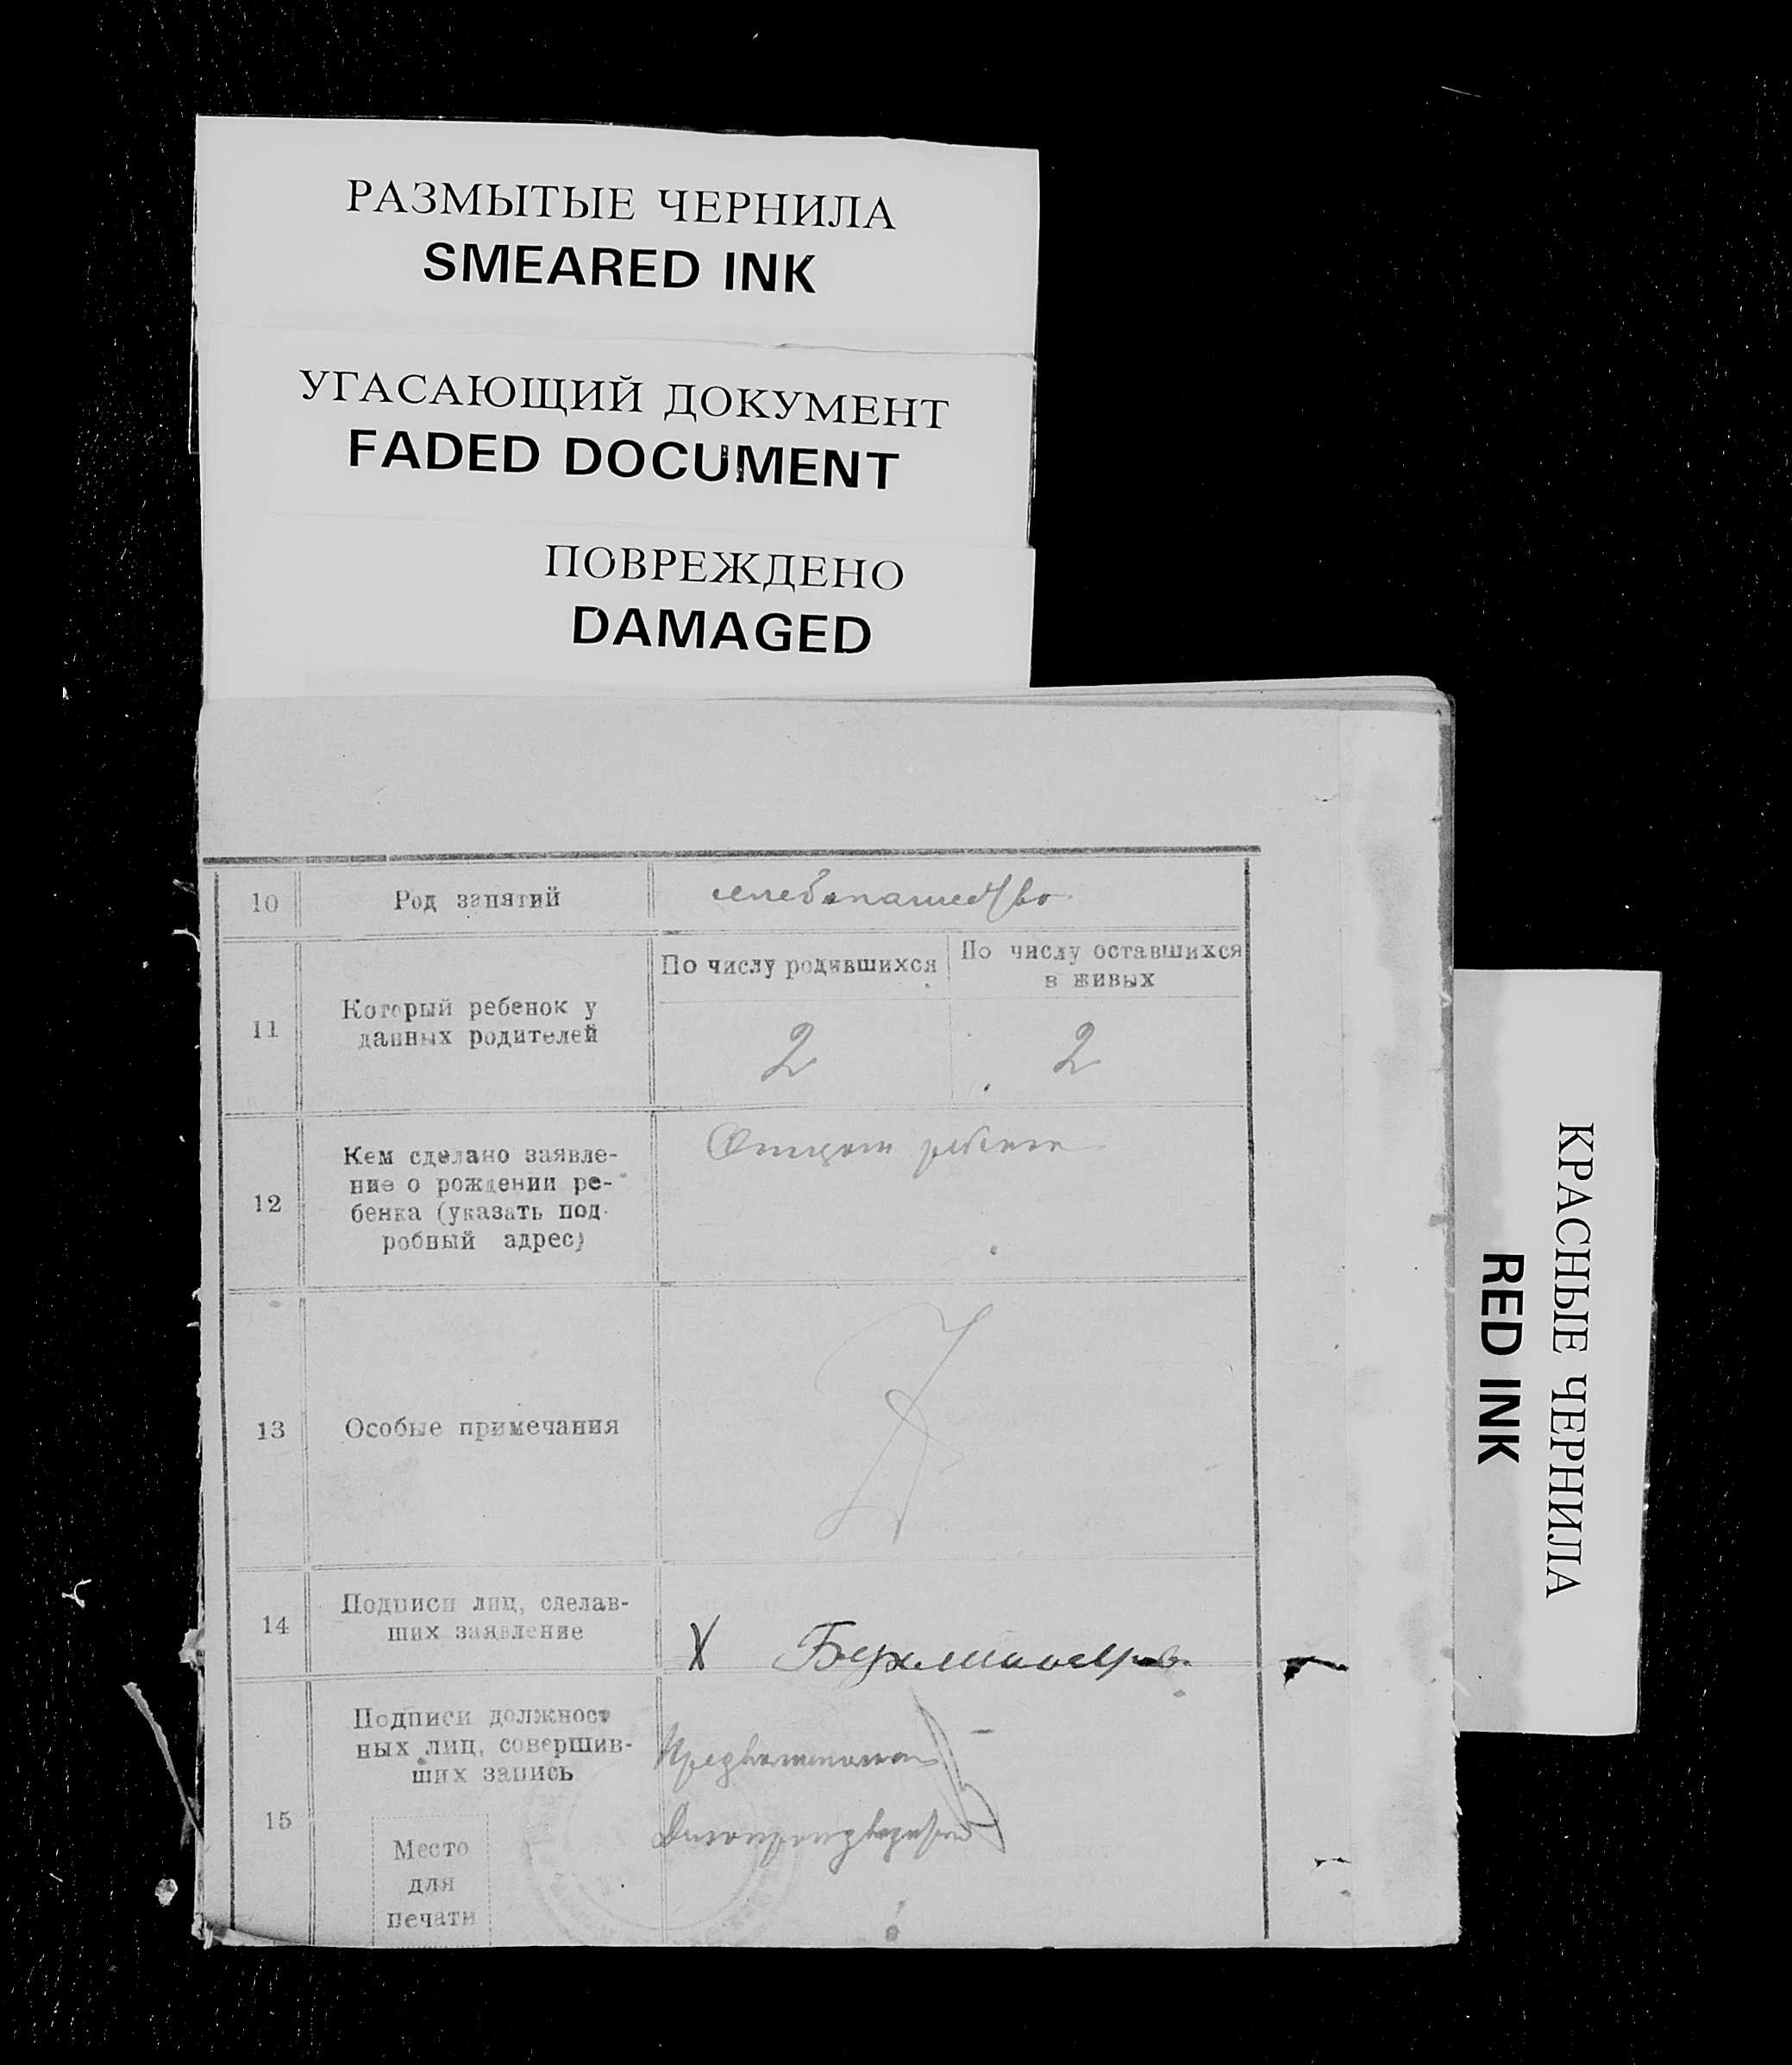 РАЗМЫТЫЕ ЧЕРНИЛА
SMEARED INK
УГАСАЮЩИЙ ДОКУМЕНТ
FADED DOCUMENT
ПОВРЕЖДЕНО
DAMAGED
10 Род занятий хлебопашество
11 Который ребенок у
данных родителей
По числу родившихся
По числу оставшихся
в живых
2 2
12 Кем сделано заявле-
ние о рождении ре-
бенка (указать под-
робный адрес)
Отцом ребенка
13 Особые примечания
14 Подписи лиц, сделав-
ших заявление
X
15 Подписи должност
ных лиц, совершив-
ших запись
Место
для
печати
КРАСНЫЕ ЧЕРНИЛА
RED INK